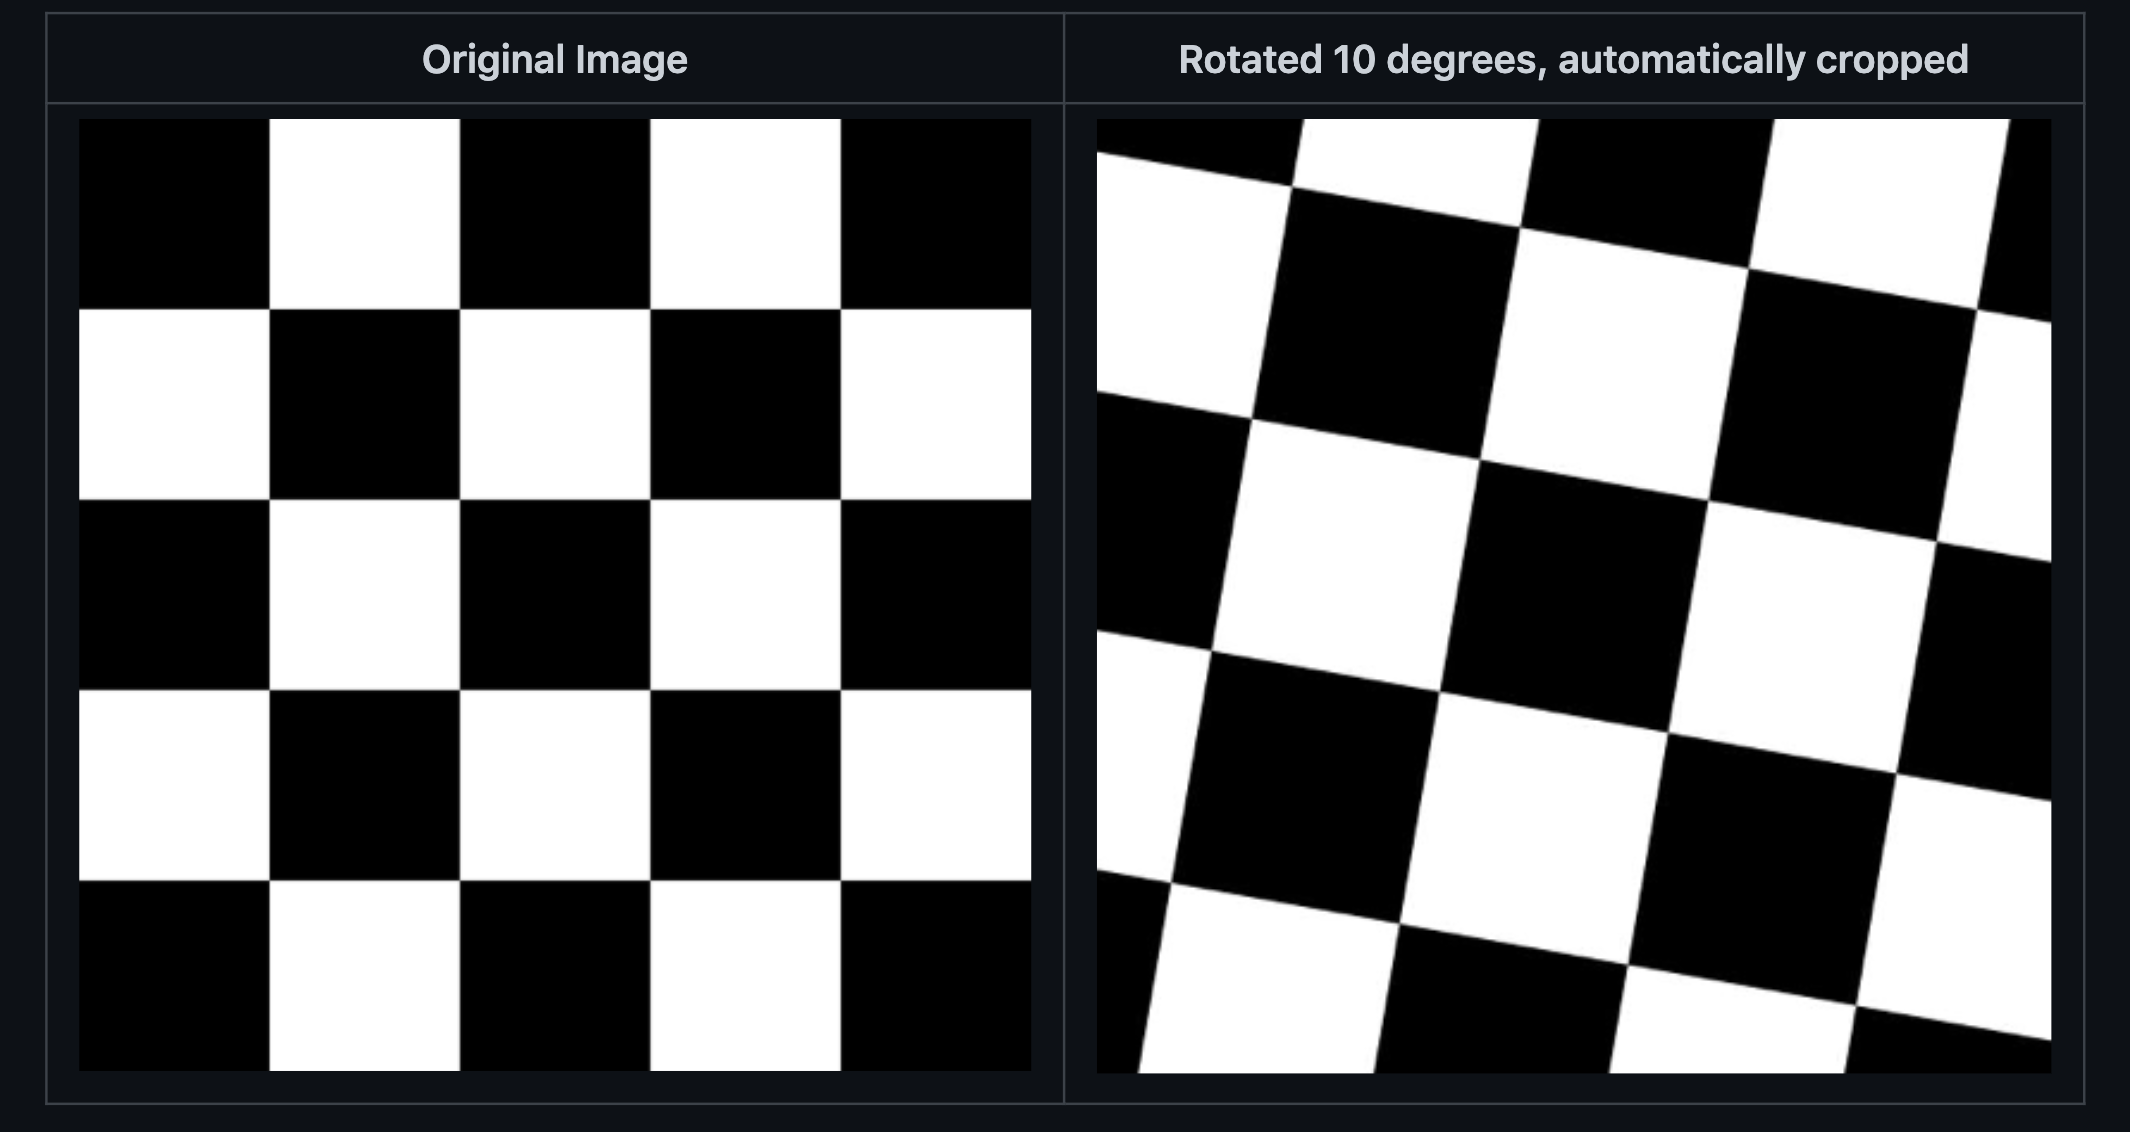 Original Image
Rotated 10 degrees, automatically cropped